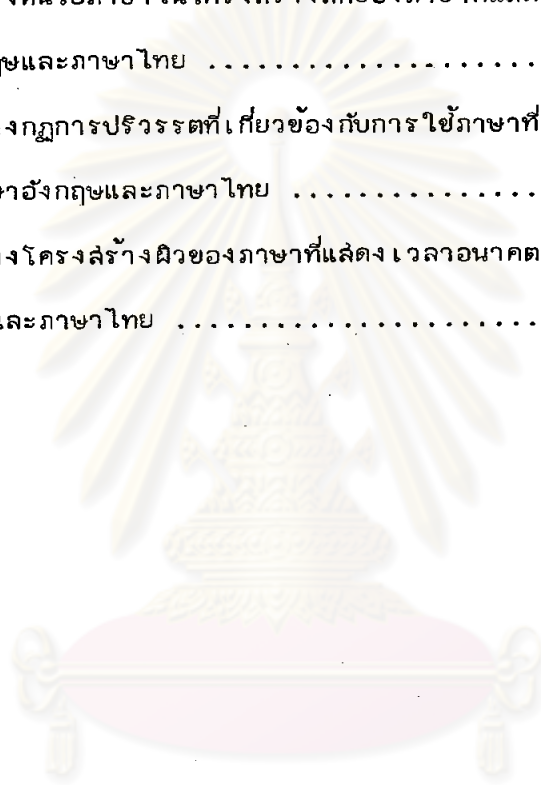 ษและภาษาไทย ....................
งกฎการปริวรรตที่เกี่ยวข้องกับการใช้ภาษาที่
าอังกฤษและภาษาไทย ...............
งโครงสร้างผิวของภาษาที่แสดงเวลาอนาคต
และภาษาไทย ......................